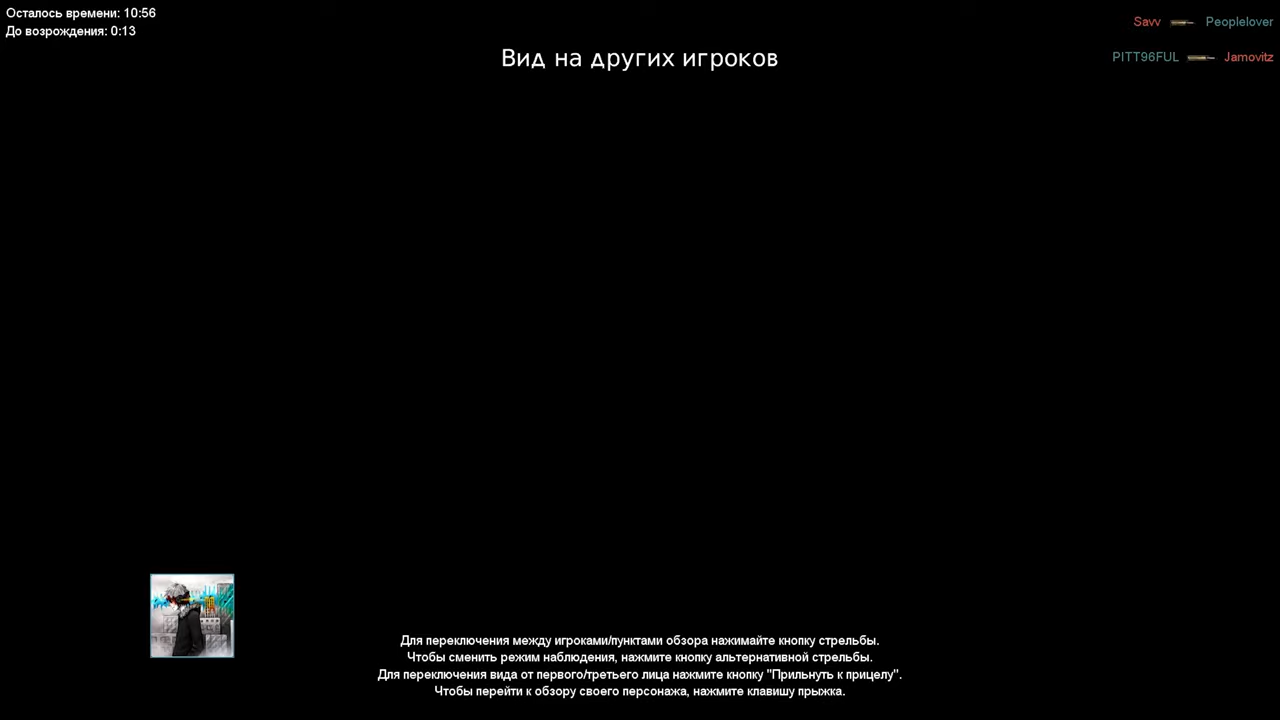 Осталось времени: 10:56
До возрождения: 0:13
Savv Peoplelover
PITT96FUL Jamovitz
Вид на других игроков
Для переключения между игроками/пунктами обзора нажимайте кнопку стрельбы.
Чтобы сменить режим наблюдения, нажмите кнопку альтернативной стрельбы.
Для переключения вида от первого/третьего лица нажмите кнопку "Прильнуть к прицелу".
Чтобы перейти к обзору своего персонажа, нажмите клавишу прыжка.